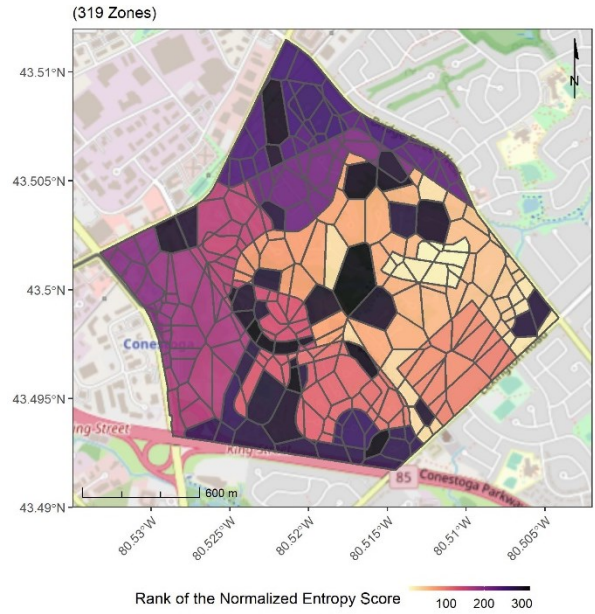 (319 Zones)
43.51°N
N
43.505°N
43.5°N
Conestoga
43.495°N
King Street
85 Conestoga Parkway
600 m
43.49°N
80.53°W
80.525°W
80.52°W
80.515°W
80.51°W
80.505°W
Rank of the Normalized Entropy Score
100 200 300